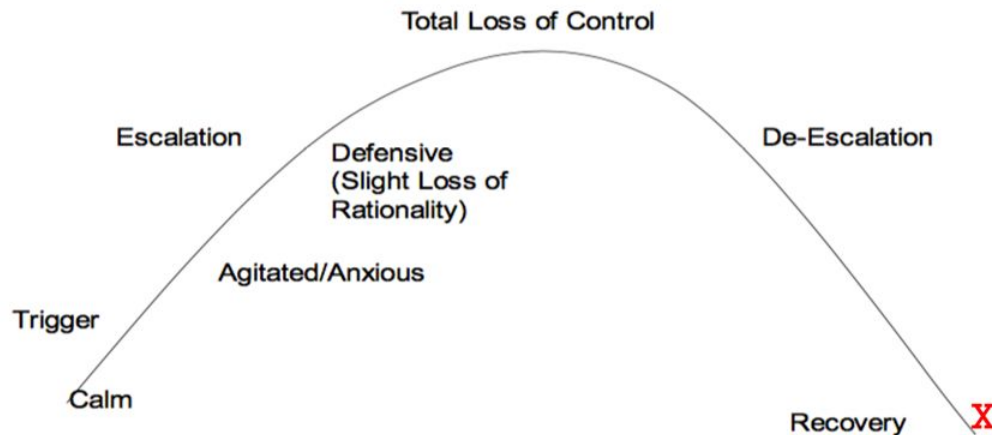 Total Loss of Control
Escalation
De-Escalation
Defensive
(Slight Loss of
Rationality)
Agitated/Anxious
Trigger
Calm
Recovery
X